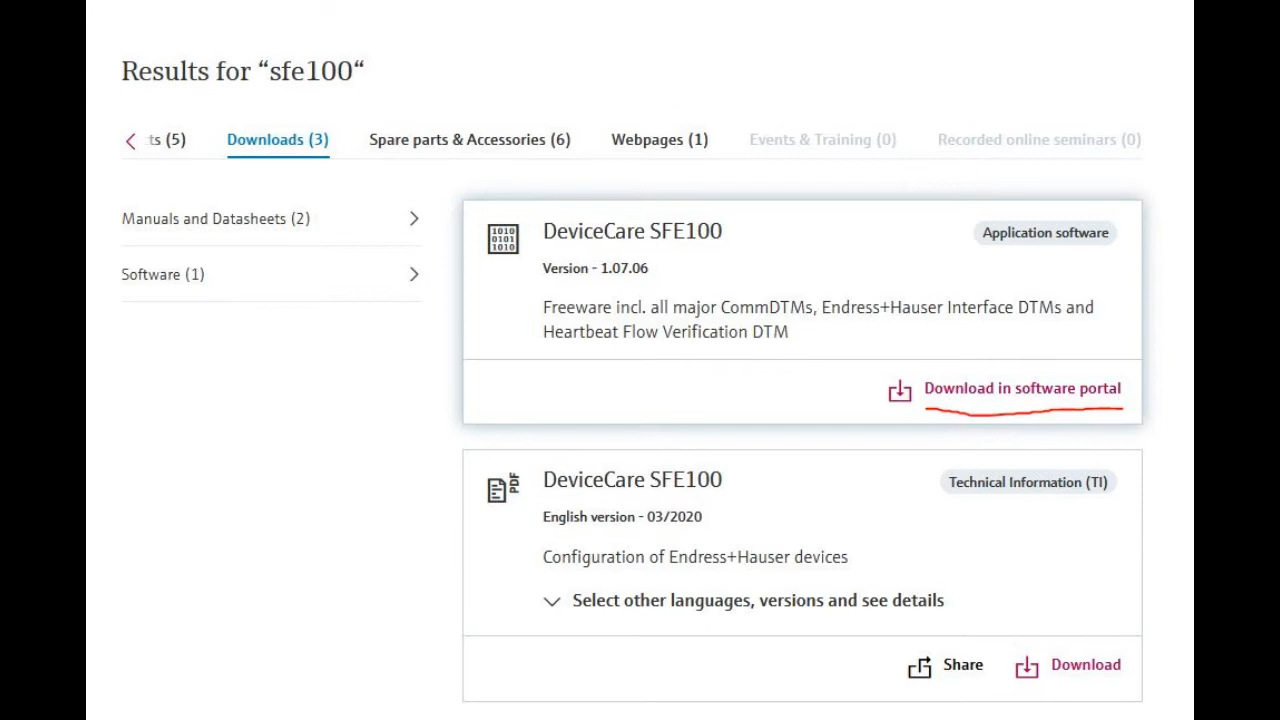 Results for “sfe100“
ts (5) Downloads (3) Spare parts & Accessories (6) Webpages (1) Events & Training (0) Recorded online seminars (0)
Manuals and Datasheets (2)
Software (1)
1010
0101
1010
DeviceCare SFE100
Application software
Version - 1.07.06
Freeware incl. all major CommDTMs, Endress+Hauser Interface DTMs and
Heartbeat Flow Verification DTM
Download in software portal
PDF
DeviceCare SFE100
Technical Information (TI)
English version - 03/2020
Configuration of Endress+Hauser devices
Select other languages, versions and see details
Share Download